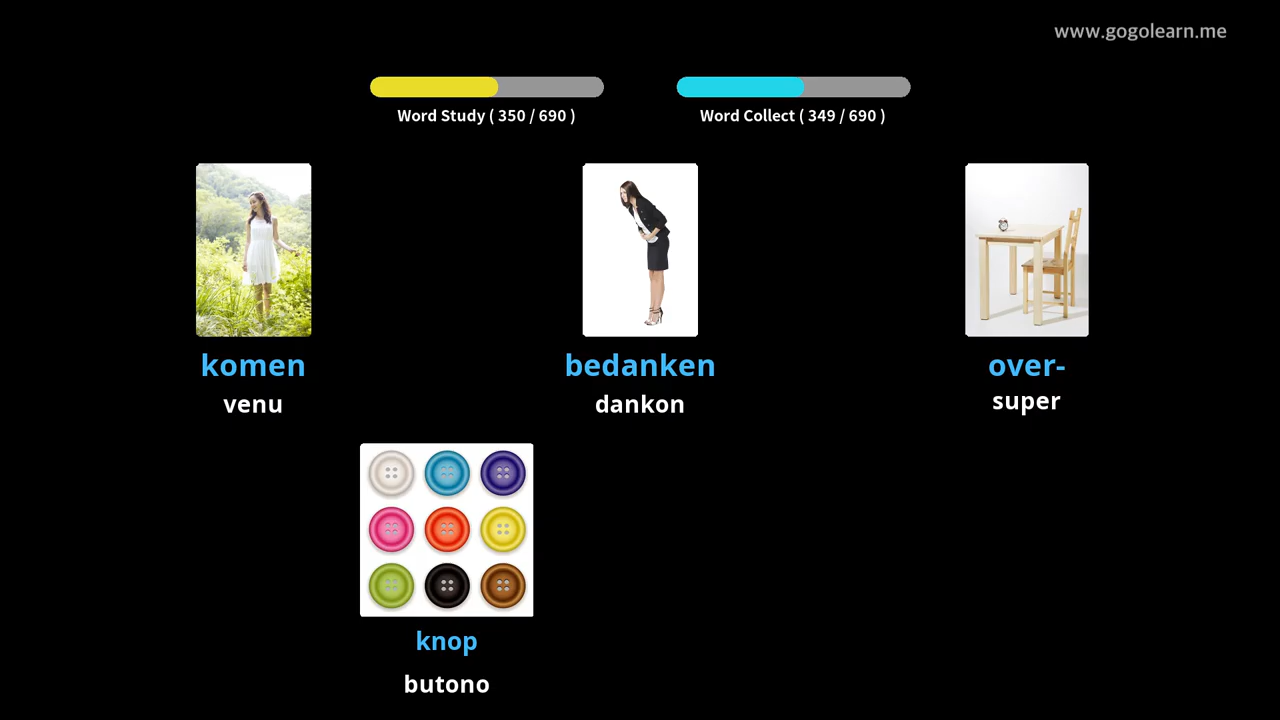 www.gogolearn.me
Word Study ( 350 / 690 )
Word Collect ( 349 / 690 )
komen
bedanken
over-
venu
dankon
super
knop
butono